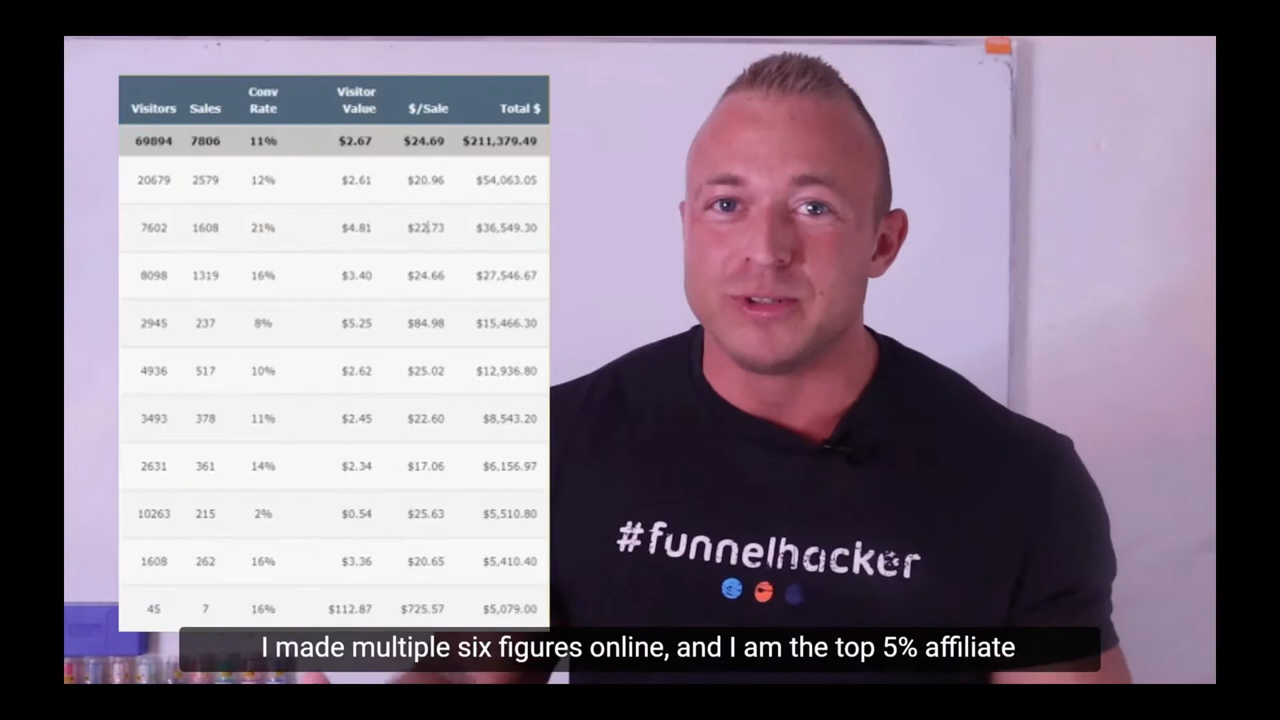 Visitors Sales Conv Rate Visitor Value $/Sale Total $
69894 7806 11% $2.67 $24.69 $211,379.49
20679 2579 12% $2.61 $20.96 $54,063.05
7602 1608 21% $4.81 $22.73 $36,549.30
8098 1319 16% $3.40 $24.66 $27,546.67
2945 237 8% $5.25 $84.98 $15,466.30
4936 517 10% $2.62 $25.02 $12,936.80
3493 378 11% $2.45 $22.60 $8,543.20
2631 361 14% $2.34 $17.06 $6,156.97
10263 215 2% $0.54 $25.63 $5,510.80
1608 262 16% $3.36 $20.65 $5,410.40
45 7 16% $112.87 $725.57 $5,079.00
#funnelhacker
I made multiple six figures online, and I am the top 5% affiliate